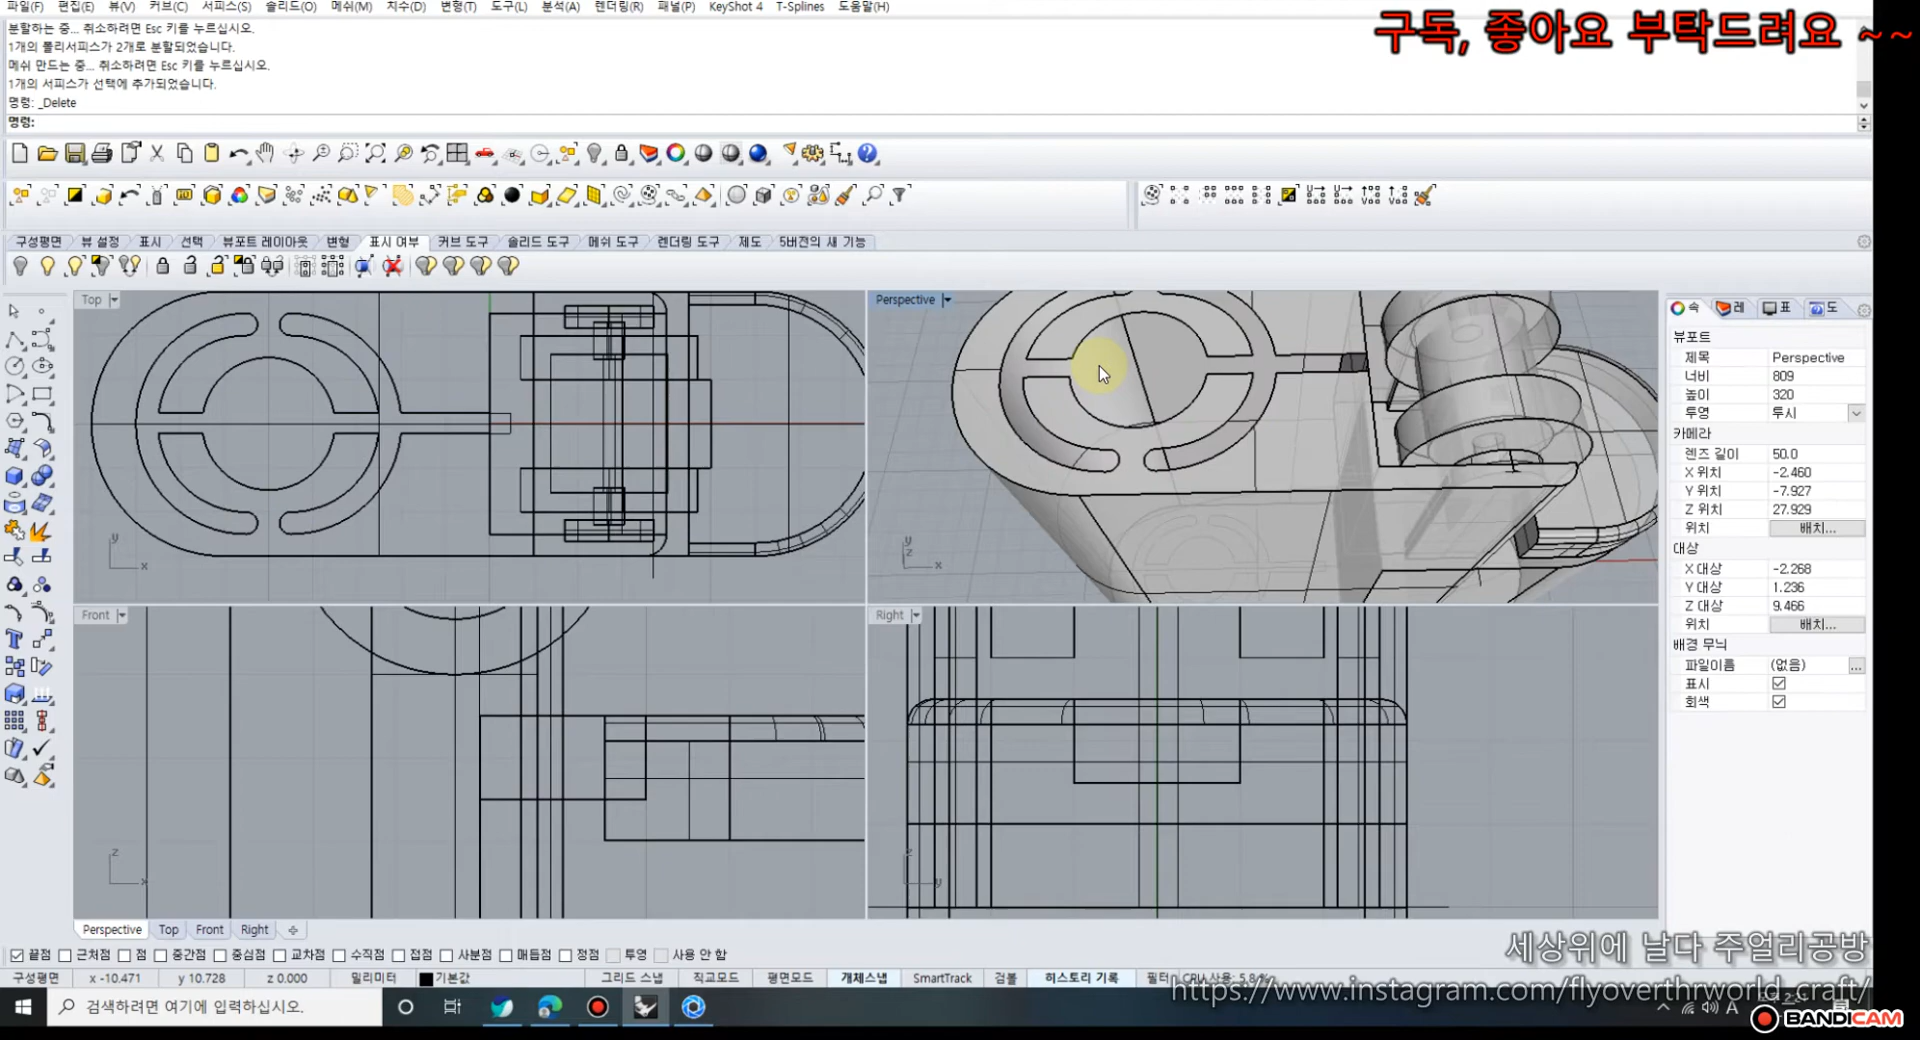 파일(F) 편집(E) 뷰(V) 커브(C) 서피스(S) 솔리드(O) 메쉬(M) 치수(D) 변형(T) 도구(L) 분석(A) 렌더링(R) 패널(P) KeyShot 4 T-Splines 도움말(H)
구독, 좋아요 부탁드려요 ~~
분할하는 중... 취소하려면 Esc 키를 누르십시오.
1개의 폴리서피스가 2개로 분할되었습니다.
메쉬 만드는 중... 취소하려면 Esc 키를 누르십시오.
1개의 서피스가 선택에 추가되었습니다.
명령: _Delete
명령:
구성평면 뷰 설정 표시 선택 뷰포트 레이아웃 변형 표시 여부 커브 도구 솔리드 도구 메쉬 도구 렌더링 도구 제도 5버전의 새 기능
Top
Perspective
속 레 표 도
뷰포트
제목 Perspective
너비 809
높이 320
투영 투시
카메라
렌즈 길이 50.0
X 위치 -2.460
Y 위치 -7.927
Z 위치 27.929
위치 배치...
대상
X 대상 -2.268
Y 대상 1.236
Z 대상 9.466
위치 배치...
배경 무늬
파일이름 (없음) ...
표시
회색
y
x
y
z
x
Front
Right
z
x
z
y
Perspective Top Front Right
끝점 근처점 점 중간점 중심점 교차점 수직점 접점 사분점 매듭점 정점 투영 사용 안 함
세상위에 날다 주얼리공방
구성평면 x -10.471 y 10.728 z 0.000 밀리미터 기본값 그리드 스냅 직교모드 평면모드 개체스냅 SmartTrack 검볼 히스토리 기록 필터 CPU 사용: 5.8 %
https://www.instagram.com/flyoverthrworld_craft/
검색하려면 여기에 입력하십시오.
A
BANDICAM